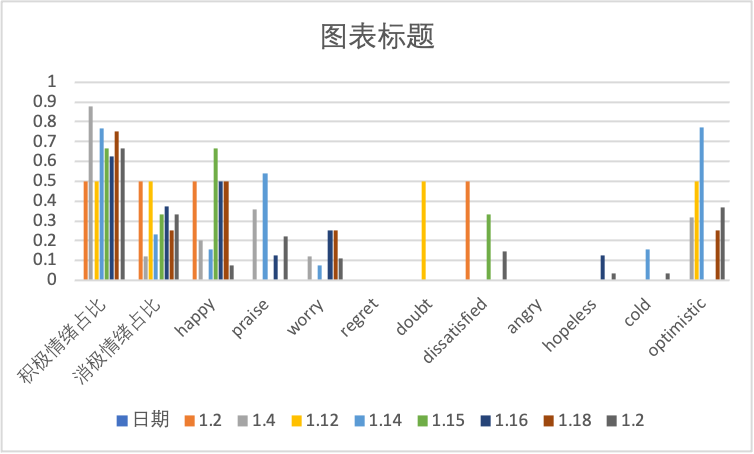 图表标题
1
0.9
0.8
0.7
0.6
0.5
0.4
0.3
0.2
0.1
0
积极情绪占比
消极情绪占比
happy
praise
worry
regret
doubt
dissatisfied
angry
hopeless
cold
optimistic
日期 1.2 1.4 1.12 1.14 1.15 1.16 1.18 1.2